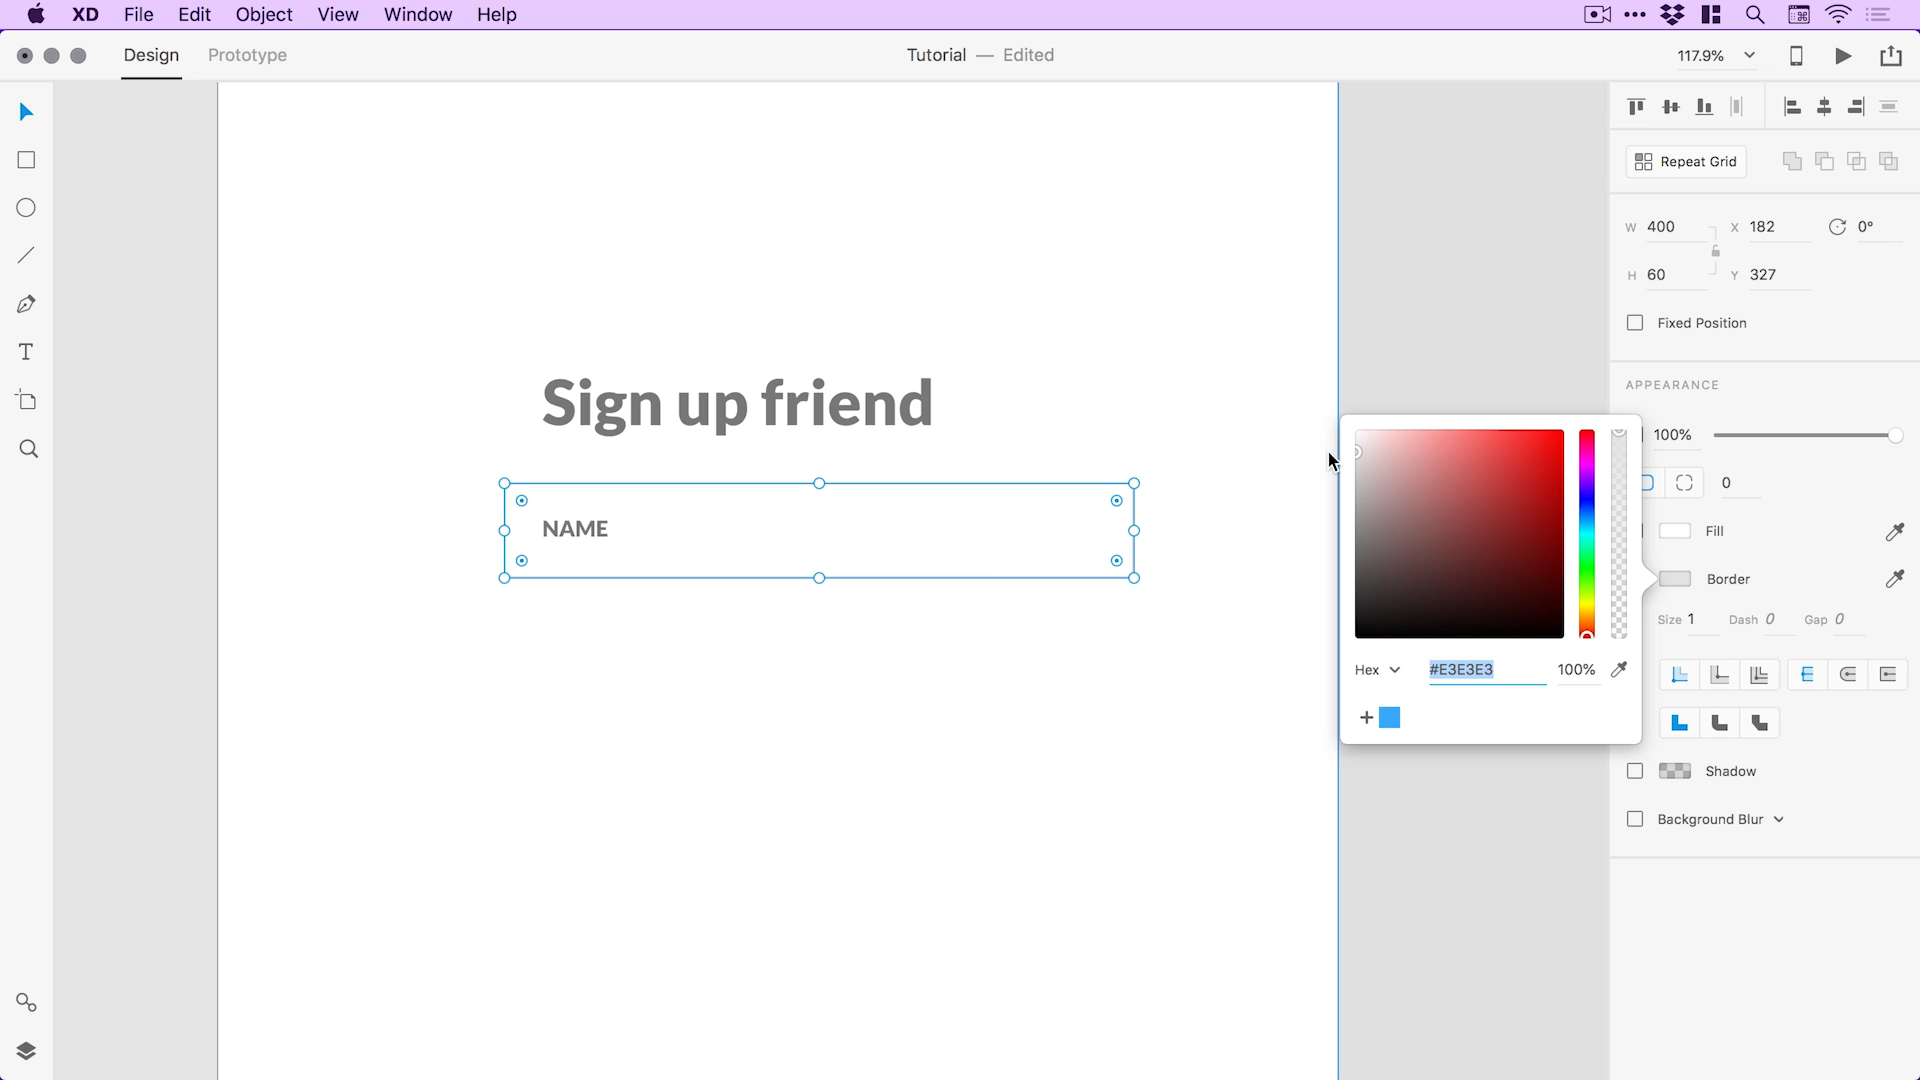 XD File Edit Object View Window Help
Design Prototype Tutorial — Edited 117.9%
Repeat Grid
W 400 X 182 0°
H 60 Y 327
Fixed Position
APPEARANCE
Sign up friend
100%
0
NAME
Fill
Border
Size 1 Dash 0 Gap 0
Hex #E3E3E3 100%
+
Shadow
Background Blur